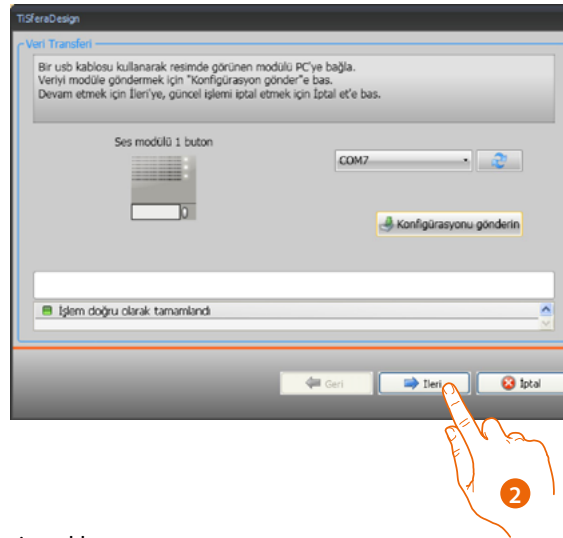 TiSferaDesign
Veri Transferi
Bir usb kablosu kullanarak resimde görünen modülü PC'ye bağla.
Veriyi modüle göndermek için "Konfigürasyon gönder"e bas.
Devam etmek için İleri'ye, güncel işlemi iptal etmek için İptal et'e bas.
Ses modülü 1 buton
COM7
Konfigürasyonu gönderin
İşlem doğru olarak tamamlandı
Geri
İleri
İptal
2